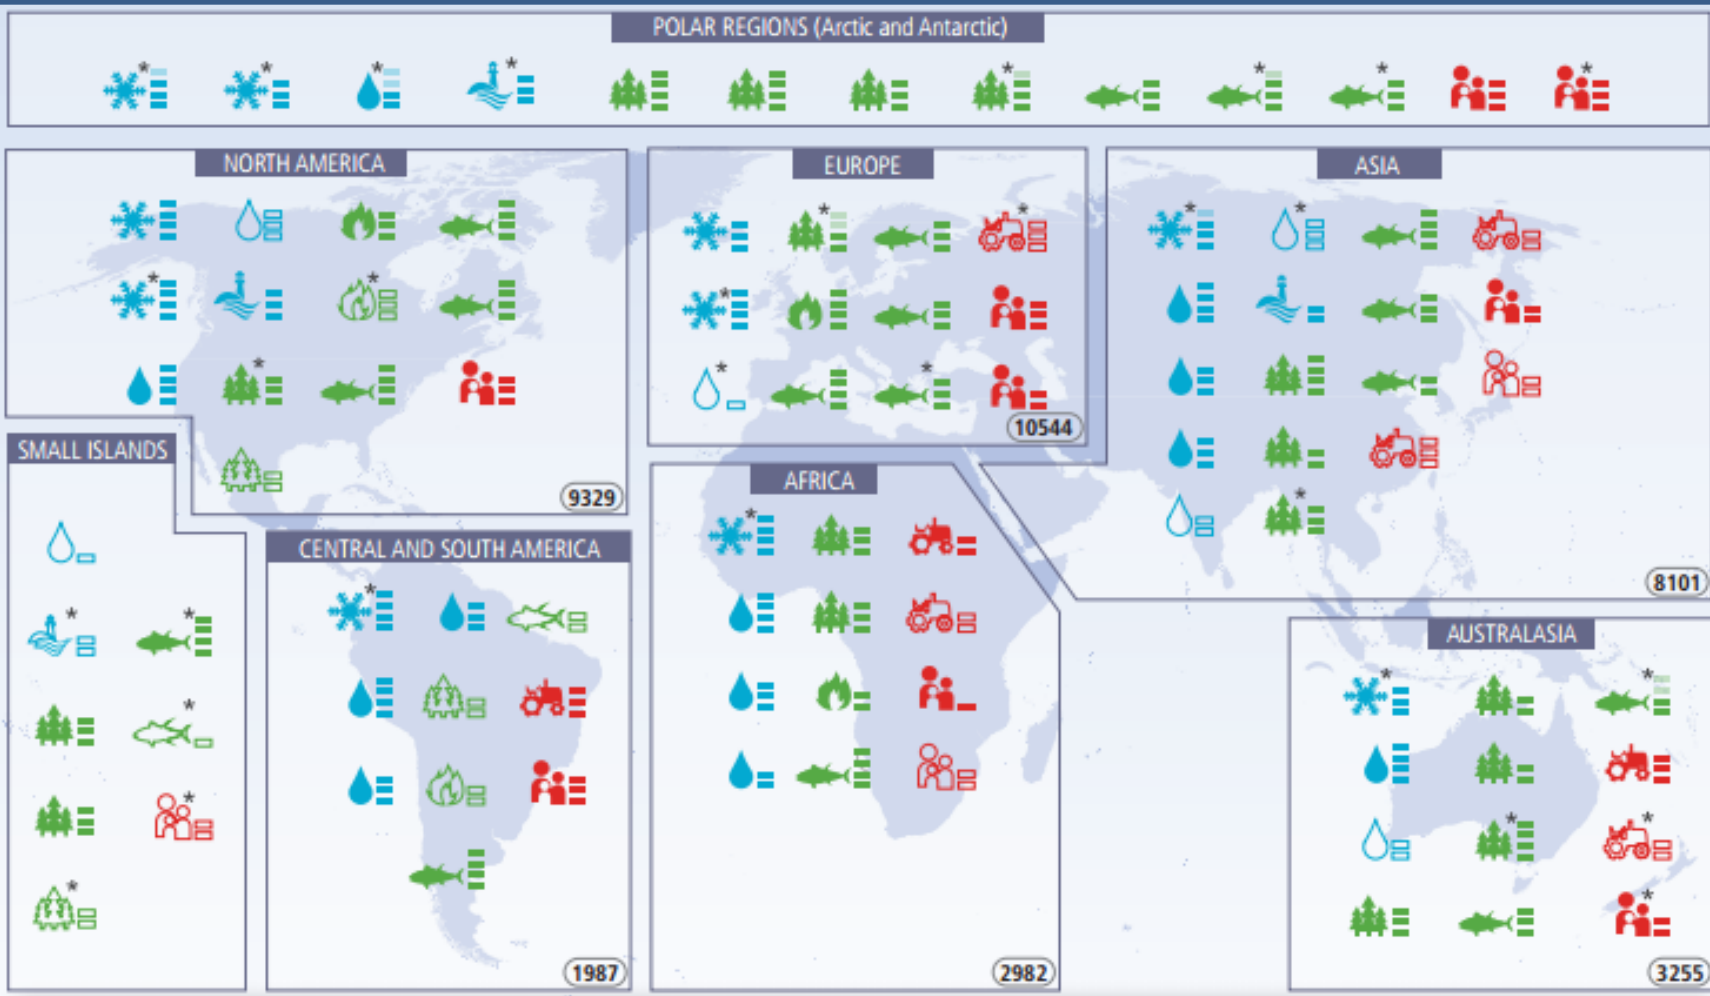 POLAR REGIONS (Arctic and Antarctic)
NORTH AMERICA
9329
EUROPE
10544
ASIA
8101
SMALL ISLANDS
CENTRAL AND SOUTH AMERICA
1987
AFRICA
2982
AUSTRALASIA
3255